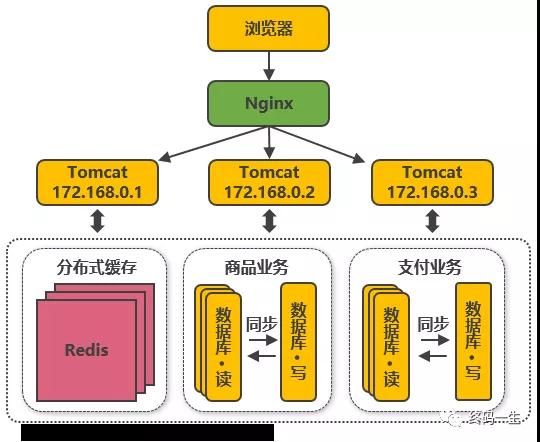 浏览器
Nginx
Tomcat
172.168.0.1
Tomcat
172.168.0.2
Tomcat
172.168.0.3
分布式缓存
Redis
商品业务
数据库·读
同步
数据库·写
支付业务
数据库·读
同步
数据库·写
终码一生